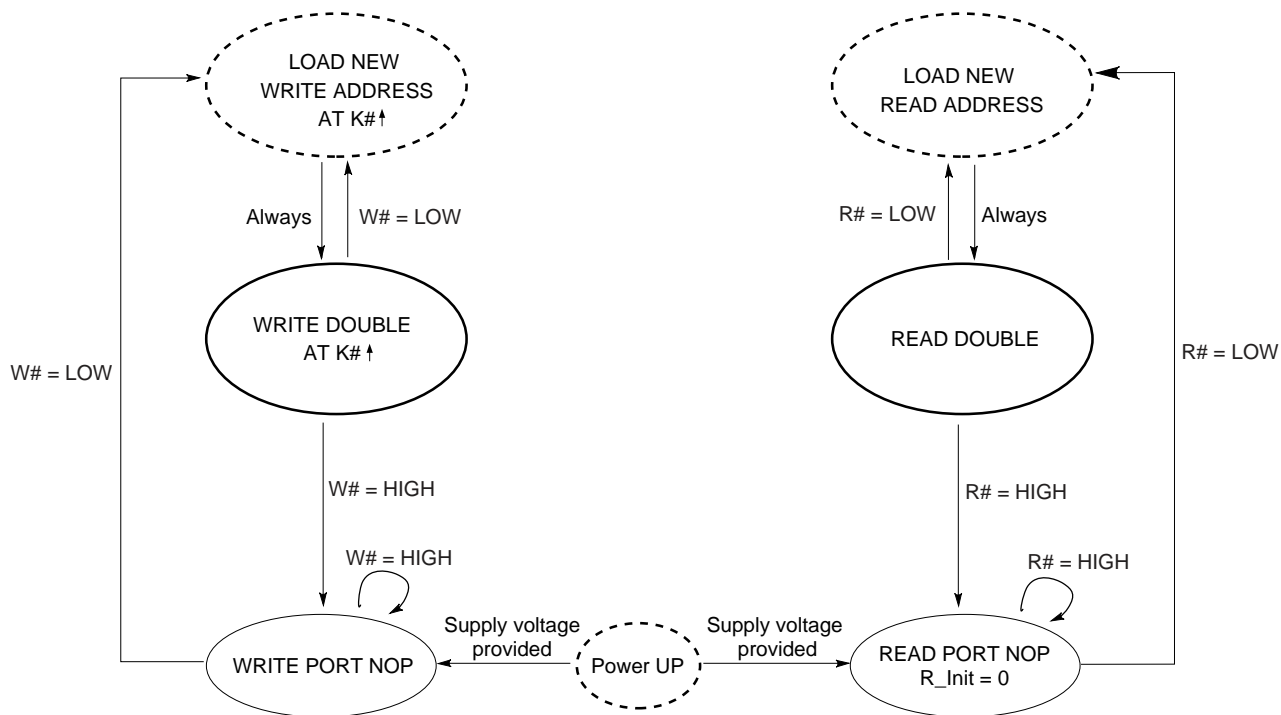 LOAD NEW
WRITE ADDRESS
AT K#↑
LOAD NEW
READ ADDRESS
Always
W# = LOW
R# = LOW
Always
WRITE DOUBLE
AT K#↑
READ DOUBLE
W# = LOW
R# = LOW
W# = HIGH
R# = HIGH
W# = HIGH
R# = HIGH
WRITE PORT NOP
Supply voltage
provided
Power UP
Supply voltage
provided
READ PORT NOP
R_Init = 0